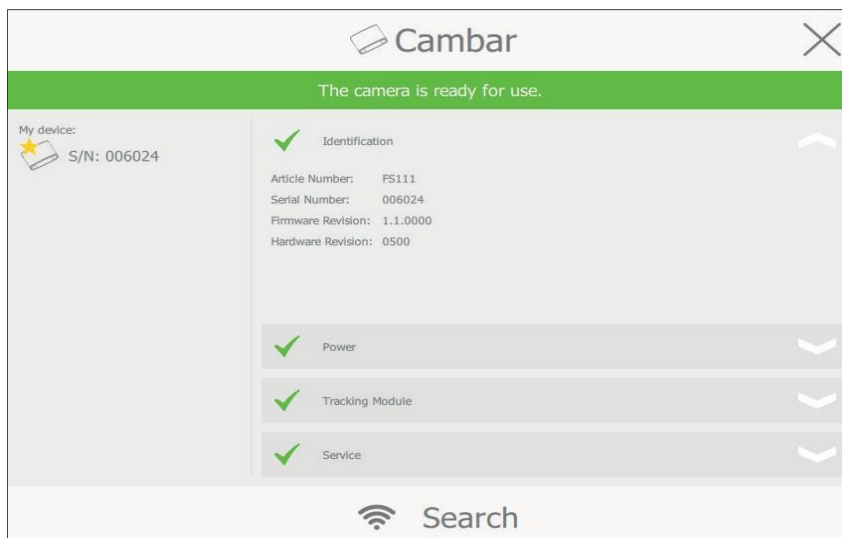 Cambar
The camera is ready for use.
My device:
S/N: 006024
Identification
Article Number: FS111
Serial Number: 006024
Firmware Revision: 1.1.0000
Hardware Revision: 0500
Power
Tracking Module
Service
Search